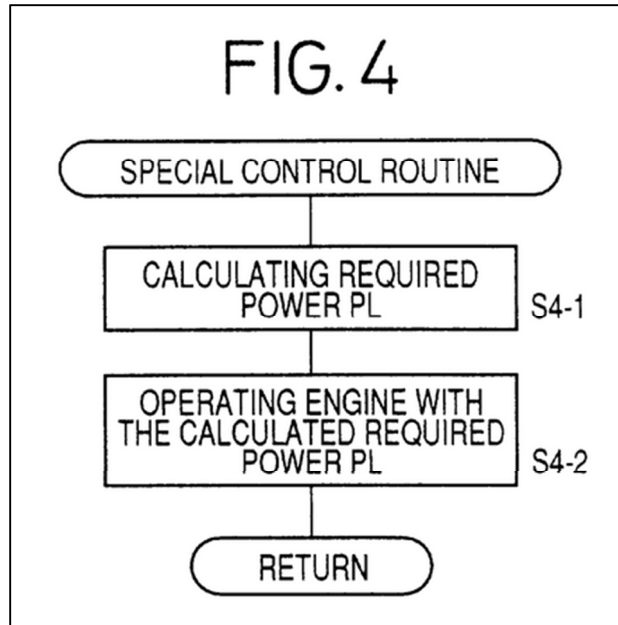 FIG. 4
SPECIAL CONTROL ROUTINE
CALCULATING REQUIRED
POWER PL
S4-1
OPERATING ENGINE WITH
THE CALCULATED REQUIRED
POWER PL
S4-2
RETURN